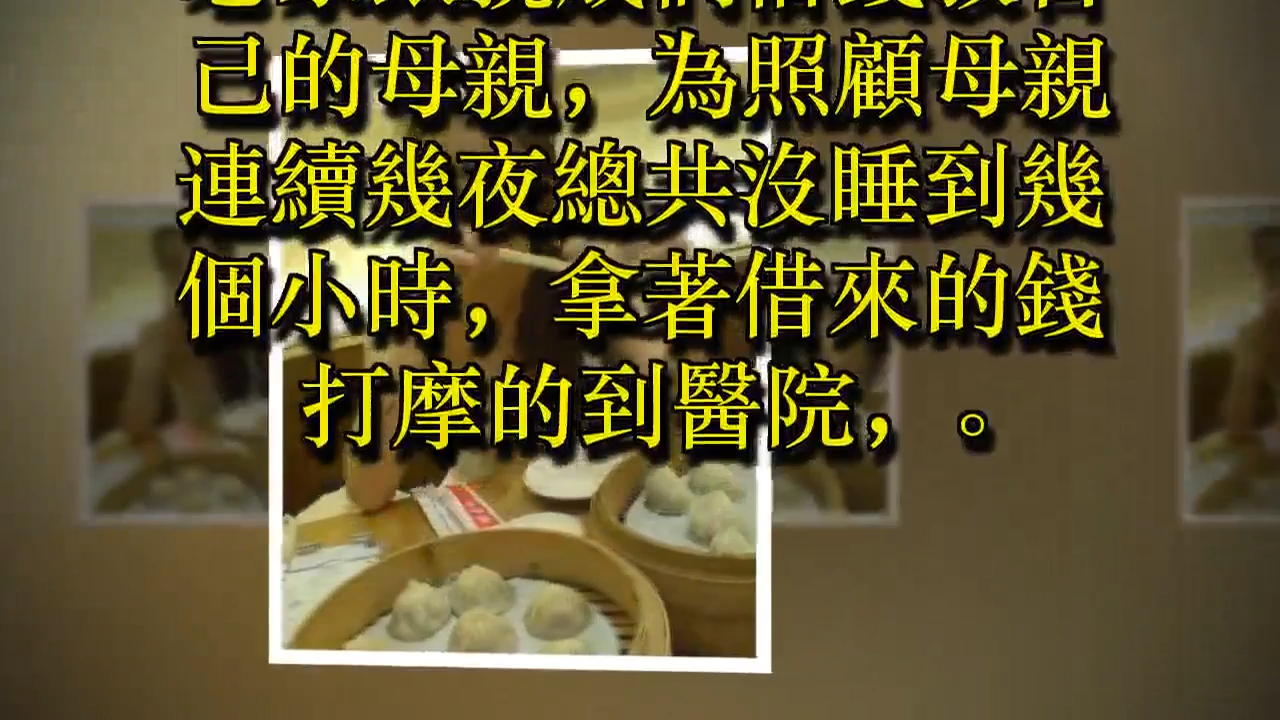 己的母親，為照顧母親
連續幾夜總共沒睡到幾
個小時，拿著借來的錢
打摩的到醫院，。